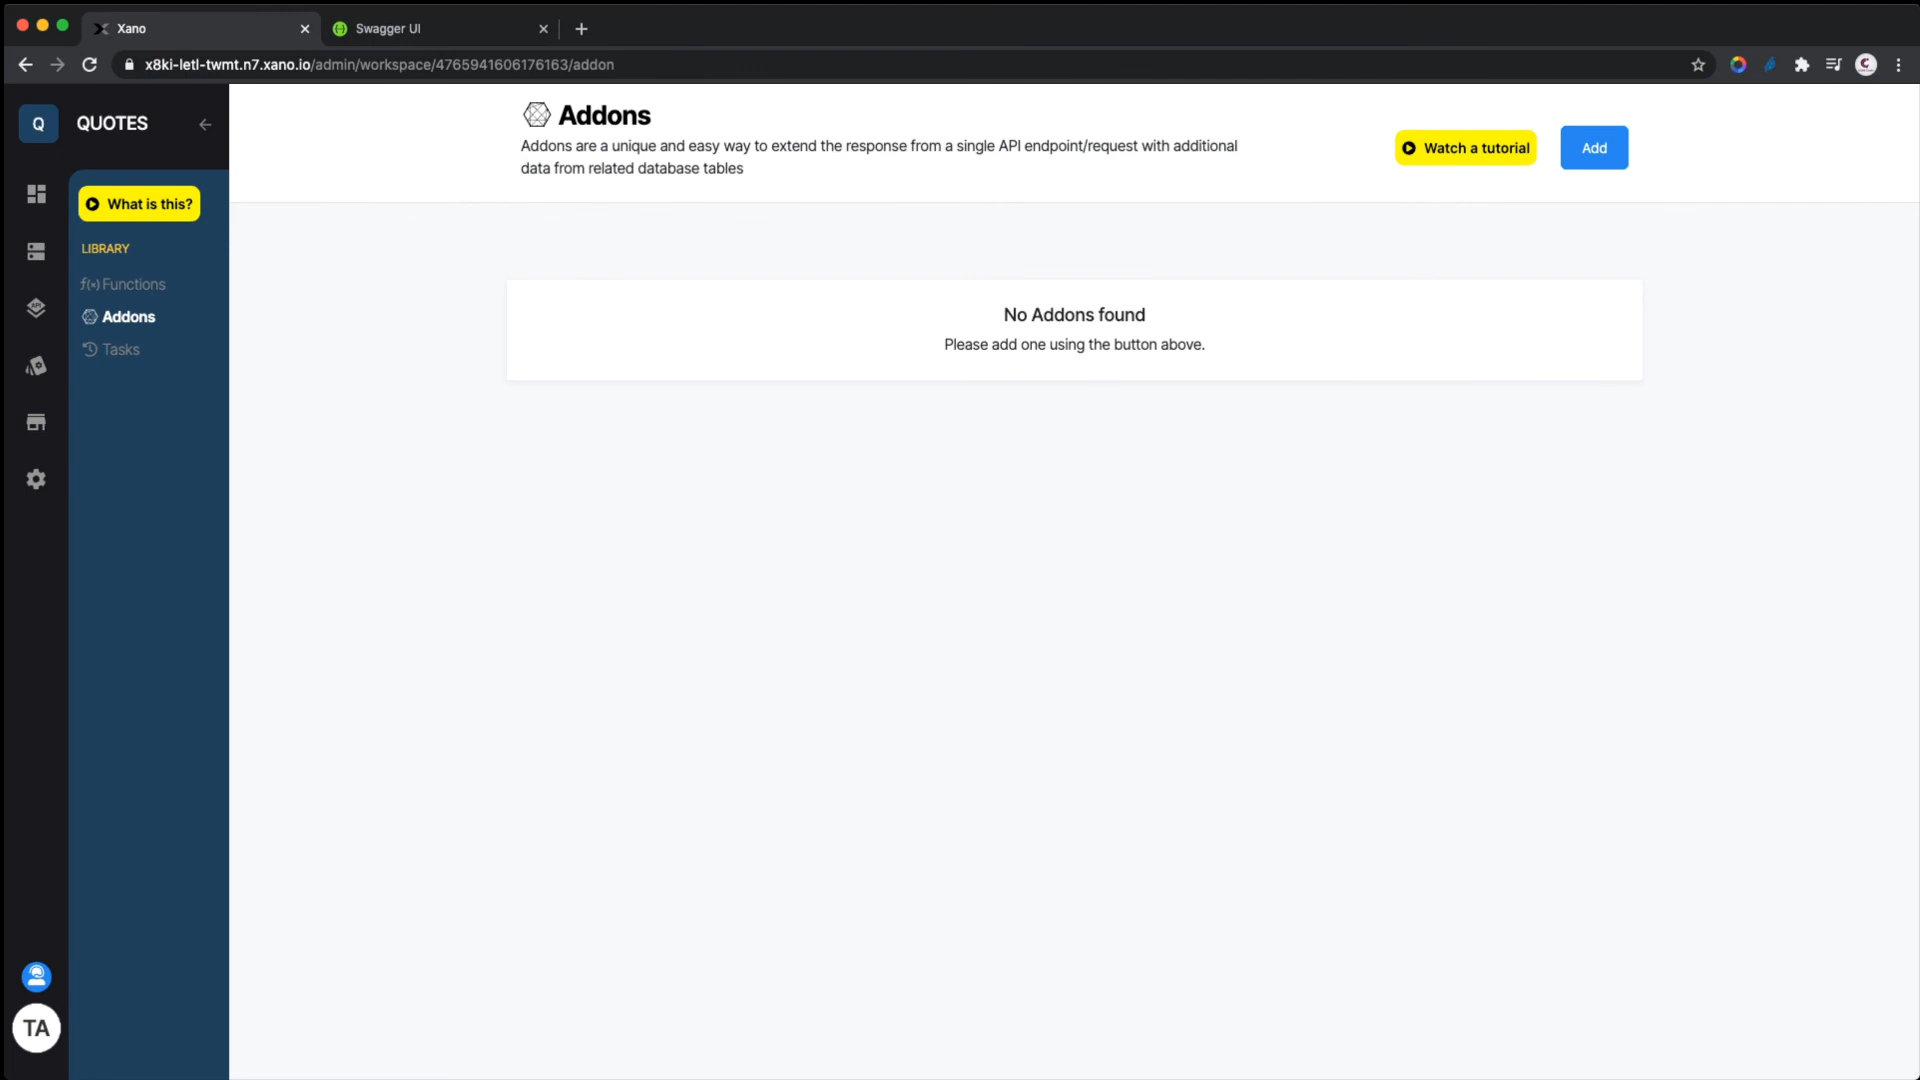 Xano
Swagger UI
x8ki-letl-twmt.n7.xano.io/admin/workspace/4765941606176163/addon
Q
QUOTES
What is this?
LIBRARY
f(x) Functions
Addons
Tasks
TA
Addons
Addons are a unique and easy way to extend the response from a single API endpoint/request with additional
data from related database tables
Watch a tutorial
Add
No Addons found
Please add one using the button above.